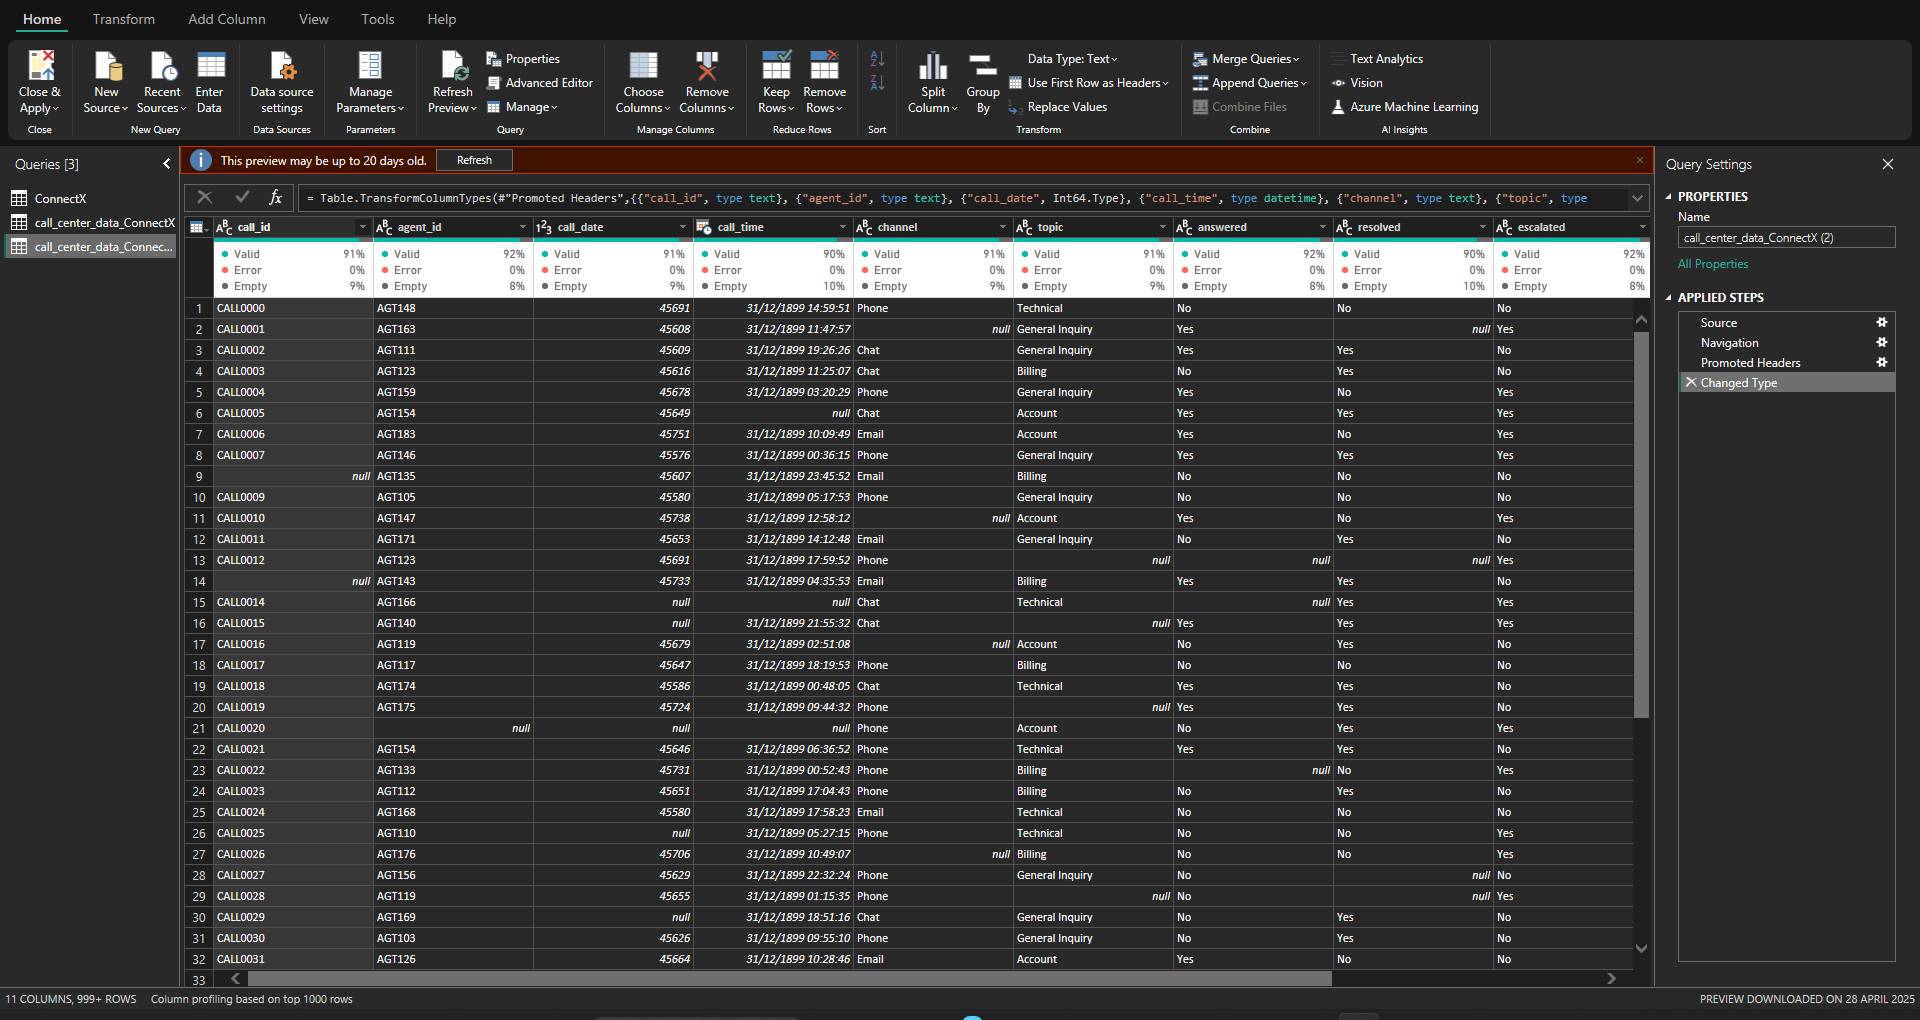 Home Transform Add Column View Tools Help
Close & Apply
New Source
Recent Sources
Enter Data
Data source settings
Manage Parameters
Refresh Preview
Properties
Advanced Editor
Manage
Choose Columns
Remove Columns
Keep Rows
Remove Rows
Split Column
Group By
Data Type: Text
Use First Row as Headers
Replace Values
Merge Queries
Append Queries
Combine Files
Text Analytics
Vision
Azure Machine Learning
Close New Query Data Sources Parameters Query Manage Columns Reduce Rows Sort Transform Combine AI Insights
Queries [3]
ConnectX
call_center_data_ConnectX
call_center_data_Connec...
This preview may be up to 20 days old. Refresh
fx = Table.TransformColumnTypes(#"Promoted Headers",{{"call_id", type text}, {"agent_id", type text}, {"call_date", Int64.Type}, {"call_time", type datetime}, {"channel", type text}, {"topic", type
call_id agent_id call_date call_time channel topic answered resolved escalated
Valid 91% Valid 92% Valid 91% Valid 90% Valid 91% Valid 91% Valid 92% Valid 90% Valid 92%
Error 0% Error 0% Error 0% Error 0% Error 0% Error 0% Error 0% Error 0% Error 0%
Empty 9% Empty 8% Empty 9% Empty 10% Empty 9% Empty 9% Empty 8% Empty 10% Empty 8%
1 CALL0000 AGT148 45691 31/12/1899 14:59:51 Phone Technical No No No
2 CALL0001 AGT163 45608 31/12/1899 11:47:57 null General Inquiry Yes null Yes
3 CALL0002 AGT111 45609 31/12/1899 19:26:26 Chat General Inquiry Yes Yes No
4 CALL0003 AGT123 45616 31/12/1899 11:25:07 Chat Billing No Yes No
5 CALL0004 AGT159 45678 31/12/1899 03:20:29 Phone General Inquiry Yes No Yes
6 CALL0005 AGT154 45649 null Chat Account Yes Yes Yes
7 CALL0006 AGT183 45751 31/12/1899 10:09:49 Email Account Yes No Yes
8 CALL0007 AGT146 45576 31/12/1899 00:36:15 Phone General Inquiry Yes Yes Yes
9 null AGT135 45607 31/12/1899 23:45:52 Email Billing No No No
10 CALL0009 AGT105 45580 31/12/1899 05:17:53 Phone General Inquiry No No No
11 CALL0010 AGT147 45738 31/12/1899 12:58:12 null Account Yes No Yes
12 CALL0011 AGT171 45653 31/12/1899 14:12:48 Email General Inquiry No Yes No
13 CALL0012 AGT123 45691 31/12/1899 17:59:52 Phone null null null Yes
14 null AGT143 45733 31/12/1899 04:35:53 Email Billing Yes Yes No
15 CALL0014 AGT166 null null Chat Technical null Yes Yes
16 CALL0015 AGT140 null 31/12/1899 21:55:32 Chat null Yes Yes Yes
17 CALL0016 AGT119 45679 31/12/1899 02:51:08 null Account No Yes No
18 CALL0017 AGT117 45647 31/12/1899 18:19:53 Phone Billing No No No
19 CALL0018 AGT174 45586 31/12/1899 00:48:05 Chat Technical Yes Yes No
20 CALL0019 AGT175 45724 31/12/1899 09:44:32 Phone null Yes Yes No
21 CALL0020 null null null Phone Account No Yes Yes
22 CALL0021 AGT154 45646 31/12/1899 06:36:52 Phone Technical Yes Yes No
23 CALL0022 AGT133 45731 31/12/1899 00:52:43 Phone Billing null No Yes
24 CALL0023 AGT112 45651 31/12/1899 17:04:43 Phone Billing No Yes No
25 CALL0024 AGT168 45580 31/12/1899 17:58:23 Email Technical No No No
26 CALL0025 AGT110 null 31/12/1899 05:27:15 Phone Technical No No Yes
27 CALL0026 AGT176 45706 31/12/1899 10:49:07 null Billing No No Yes
28 CALL0027 AGT156 45629 31/12/1899 22:32:24 Phone General Inquiry No null No
29 CALL0028 AGT119 45655 31/12/1899 01:15:35 Phone null No null Yes
30 CALL0029 AGT169 null 31/12/1899 18:51:16 Chat General Inquiry No Yes No
31 CALL0030 AGT103 45626 31/12/1899 09:55:10 Phone General Inquiry No Yes No
32 CALL0031 AGT126 45664 31/12/1899 10:28:46 Email Account Yes No No
33
Query Settings
PROPERTIES
Name
call_center_data_ConnectX (2)
All Properties
APPLIED STEPS
Source
Navigation
Promoted Headers
Changed Type
11 COLUMNS, 999+ ROWS Column profiling based on top 1000 rows PREVIEW DOWNLOADED ON 28 APRIL 2025